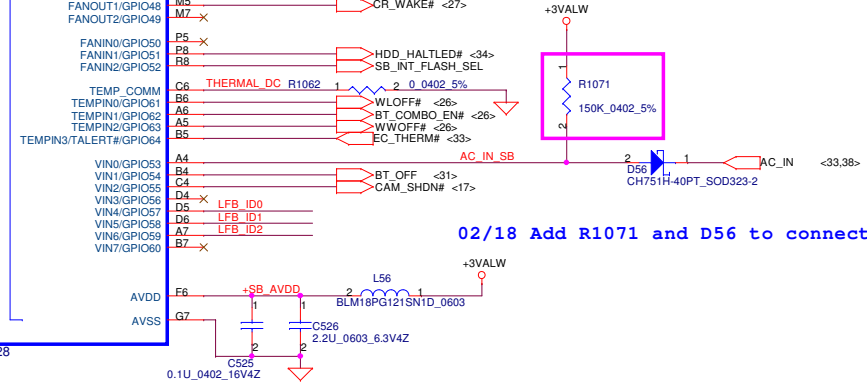 FANOUT1/GPIO48 M5 CR_WAKE# <27>
FANOUT2/GPIO49 M7
+3VALW
FANIN0/GPIO50 P5
FANIN1/GPIO51 P8 HDD_HALTLED# <34>
FANIN2/GPIO52 R8 SB_INT_FLASH_SEL
1
R1071
150K_0402_5%
2
TEMP_COMM C6 THERMAL_DC R1062 1 2 0_0402_5%
TEMPIN0/GPIO61 B6 WLOFF# <26>
TEMPIN1/GPIO62 A6 BT_COMBO_EN# <26>
TEMPIN2/GPIO63 A5 WWOFF# <26>
TEMPIN3/TALERT#/GPIO64 B5 EC_THERM# <33>
VIN0/GPIO53 A4 AC_IN_SB 2 1 AC_IN <33,38>
D56
CH751H-40PT_SOD323-2
VIN1/GPIO54 B4 BT_OFF <31>
VIN2/GPIO55 C4 CAM_SHDN# <17>
VIN3/GPIO56 D4
VIN4/GPIO57 D5 LFB_ID0
VIN5/GPIO58 D6 LFB_ID1
VIN6/GPIO59 A7 LFB_ID2
VIN7/GPIO60 B7
02/18 Add R1071 and D56 to connect
+3VALW
L56
AVDD F6 +SB_AVDD 2 1
BLM18PG121SN1D_0603
AVSS G7
1 1
C526
2.2U_0603_6.3V4Z
2 2
C525
0.1U_0402_16V4Z
28